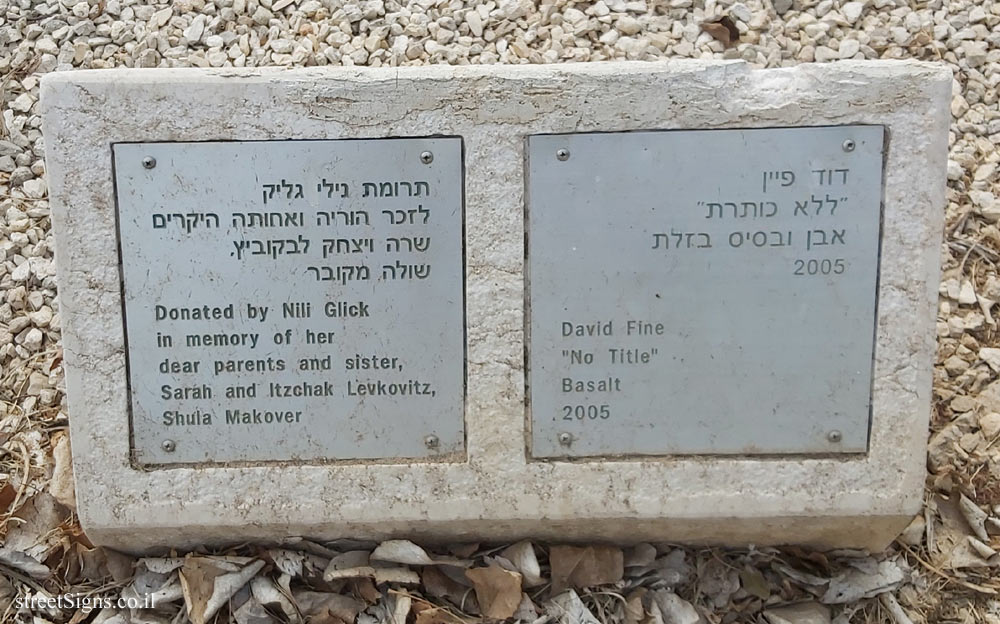 תרומת נילי גליק
לזכר הוריה ואחותה היקרים
שרה ויצחק לבקוביץ,
שולה מקובר
Donated by Nili Glick
in memory of her
dear parents and sister,
Sarah and Itzchak Levkovitz,
Shula Makover
דוד פיין
"ללא כותרת"
אבן ובסיס בזלת
2005
David Fine
"No Title"
Basalt
2005
streetSigns.co.il